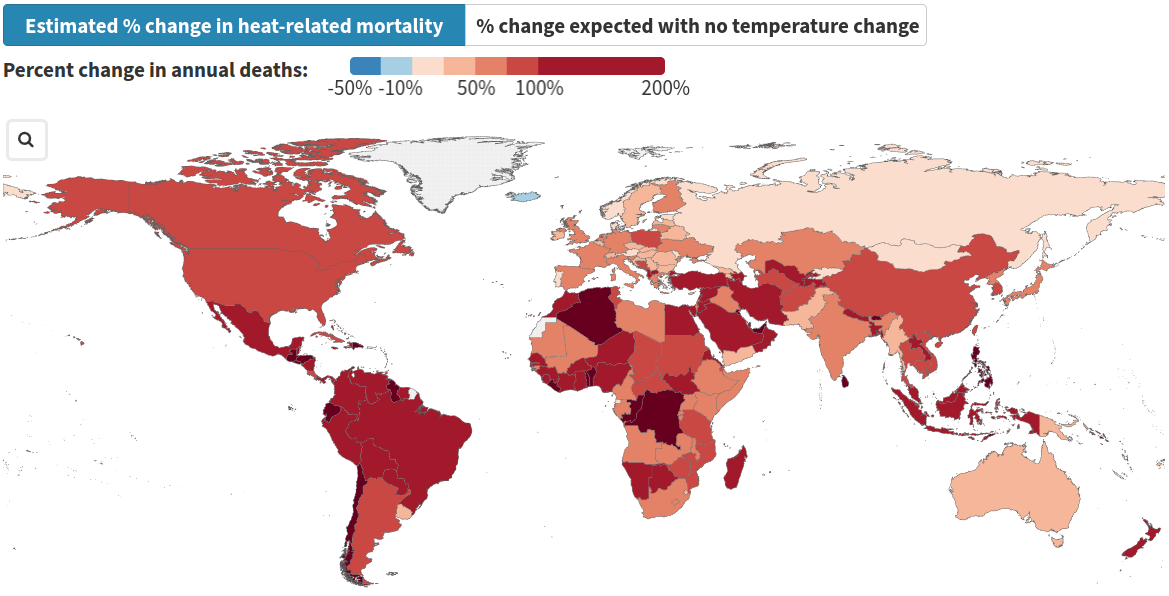 Estimated % change in heat-related mortality
% change expected with no temperature change
Percent change in annual deaths:
-50% -10% 50% 100% 200%